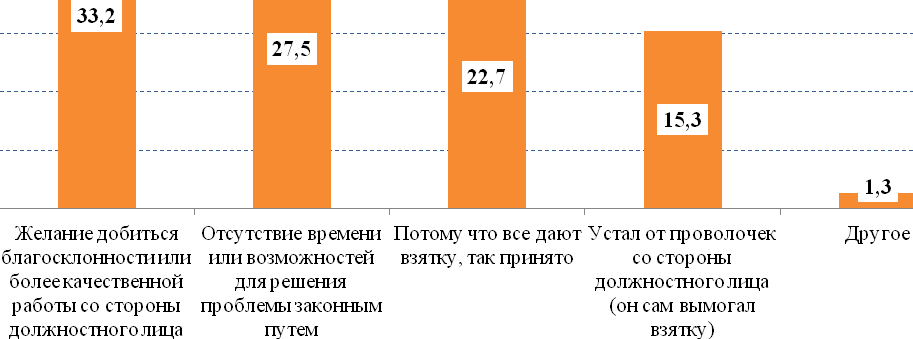 33,2
27,5
22,7
15,3
1,3
Желание добиться
благосклонности или
более качественной
работы со стороны
должностного лица
Отсутствие времени
или возможностей
для решения
проблемы законным
путем
Потому что все дают
взятку, так принято
Устал от проволочек
со стороны
должностного лица
(он сам вымогал
взятку)
Другое